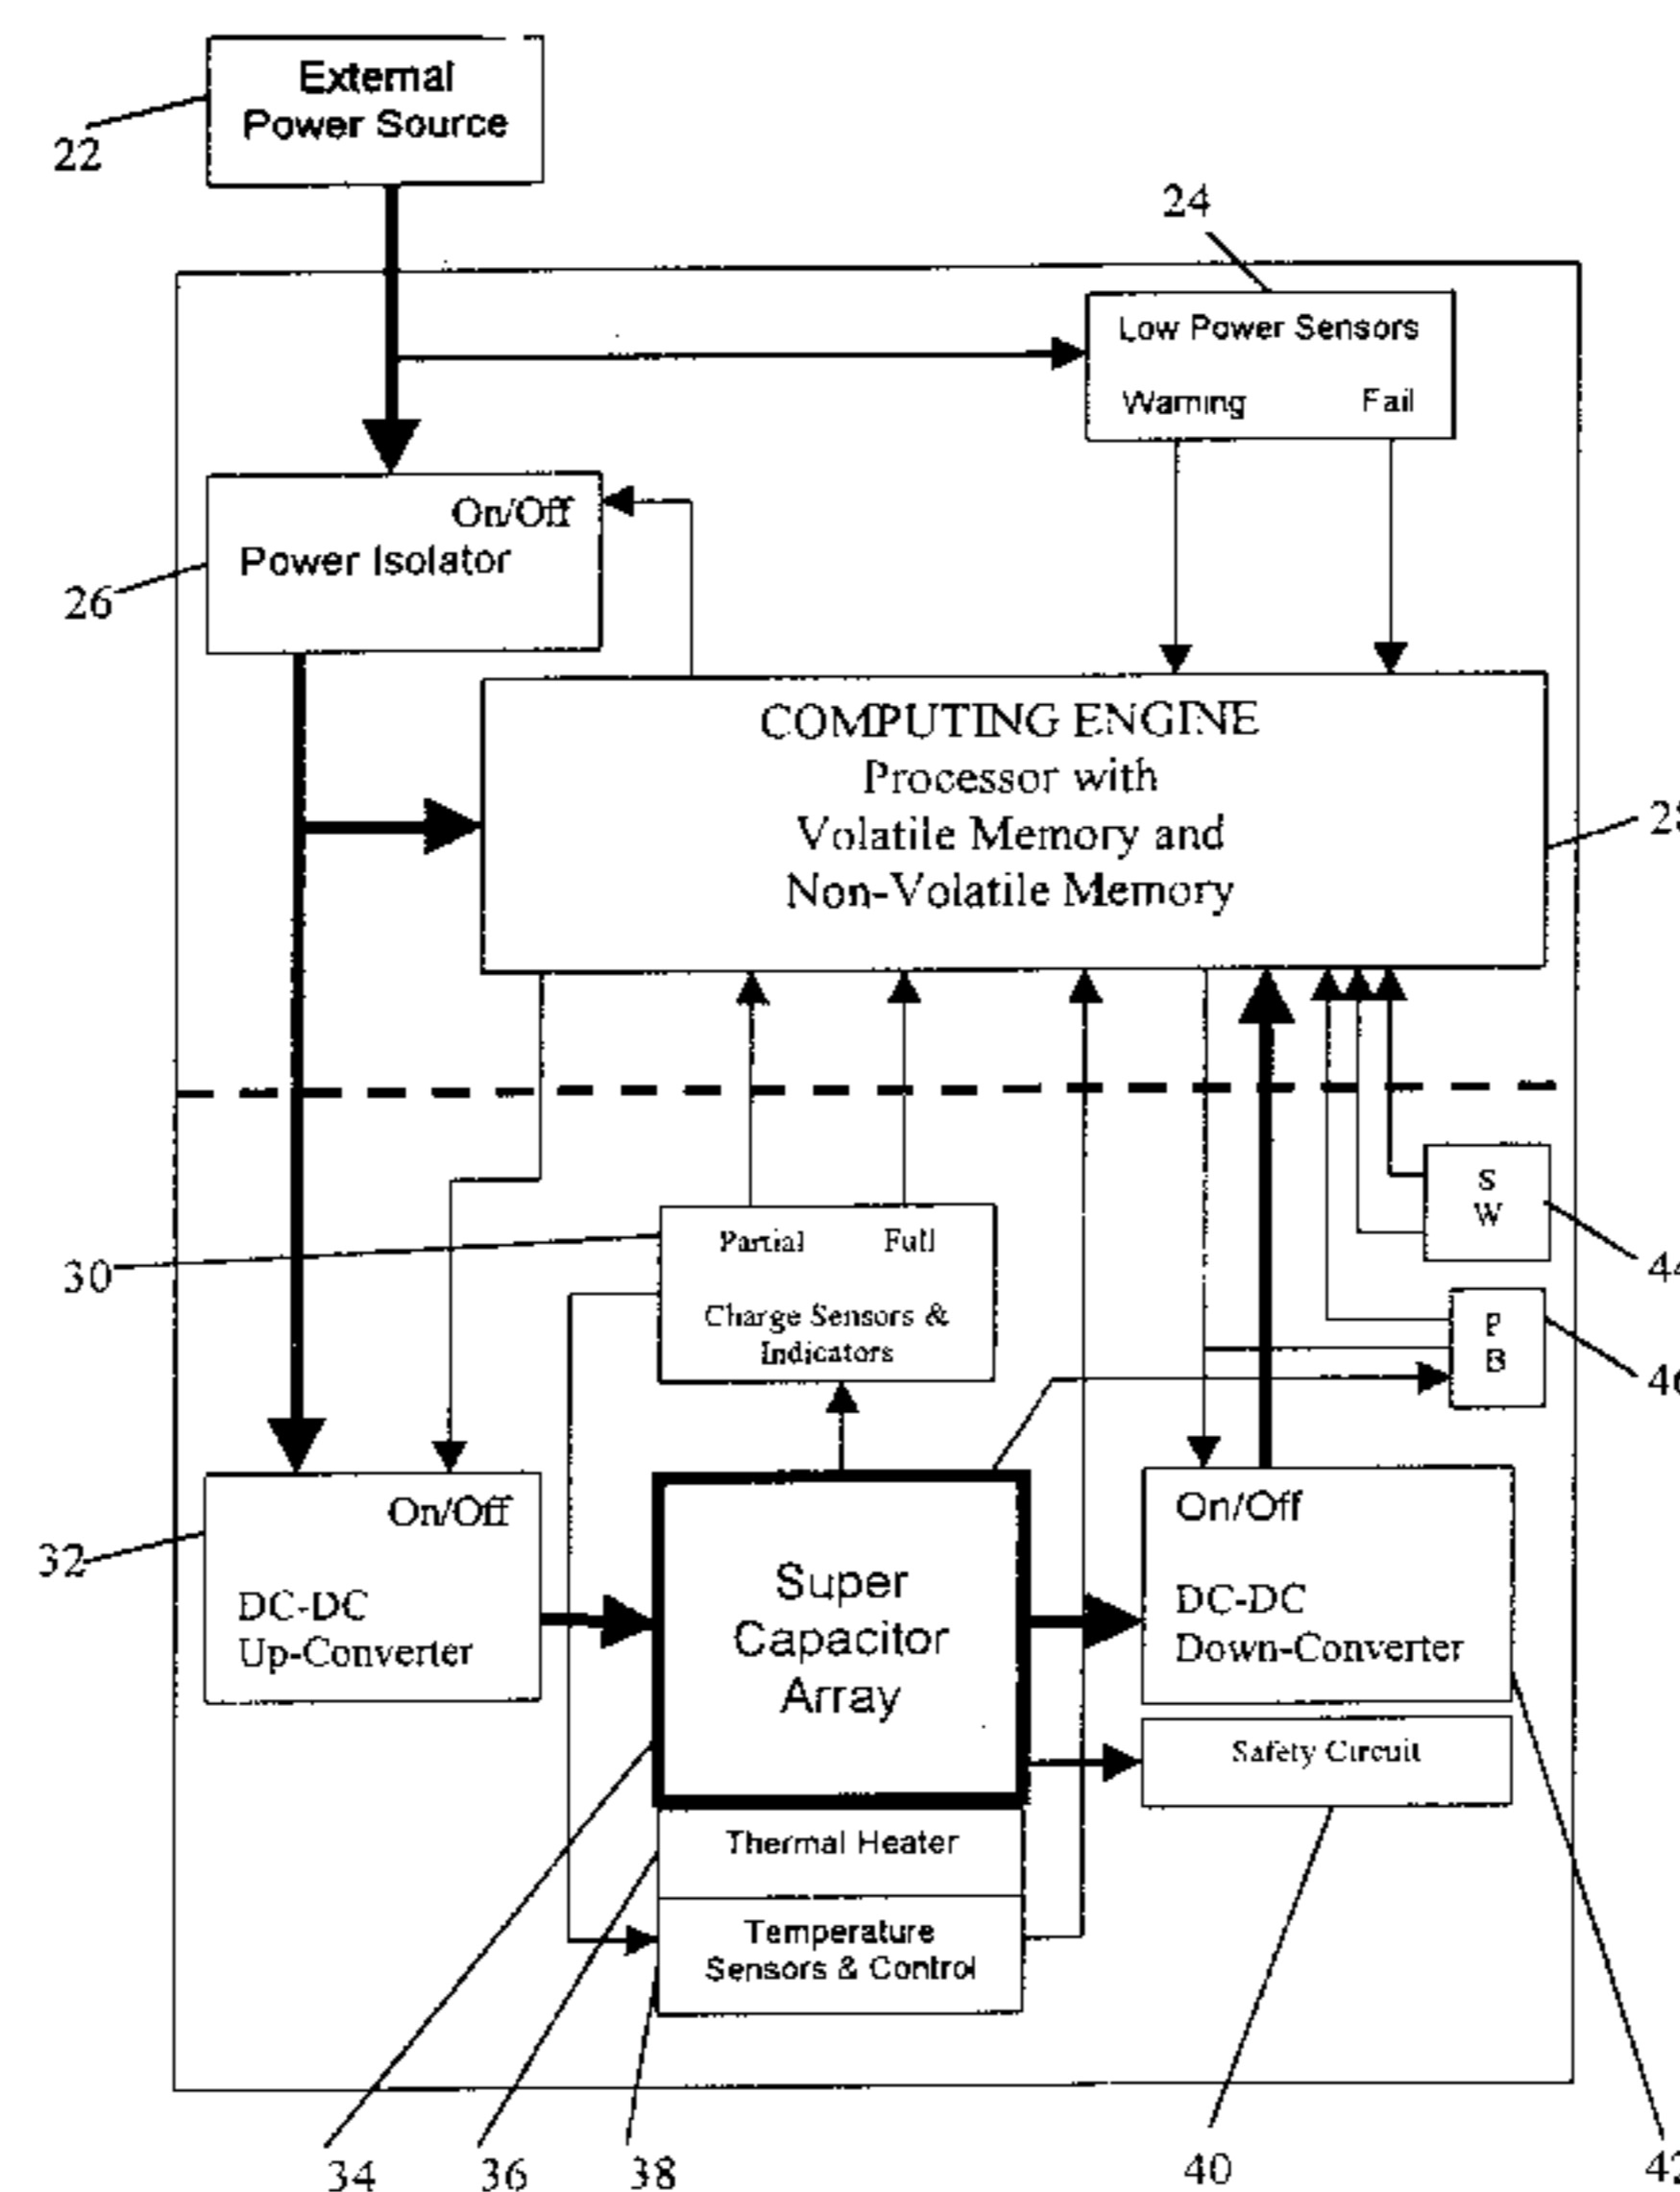 External
Power Source
22
24
Low Power Sensors
Warning Fail
On/Off
Power Isolator
26
COMPUTING ENGINE
Processor with
Volatile Memory and
Non-Volatile Memory
S
W
30
Partial Full
Charge Sensors &
Indicators
P
B
32
On/Off
DC-DC
Up-Converter
Super
Capacitor
Array
On/Off
DC-DC
Down-Converter
Safety Circuit
Thermal Heater
Temperature
Sensors & Control
34
36
38
40